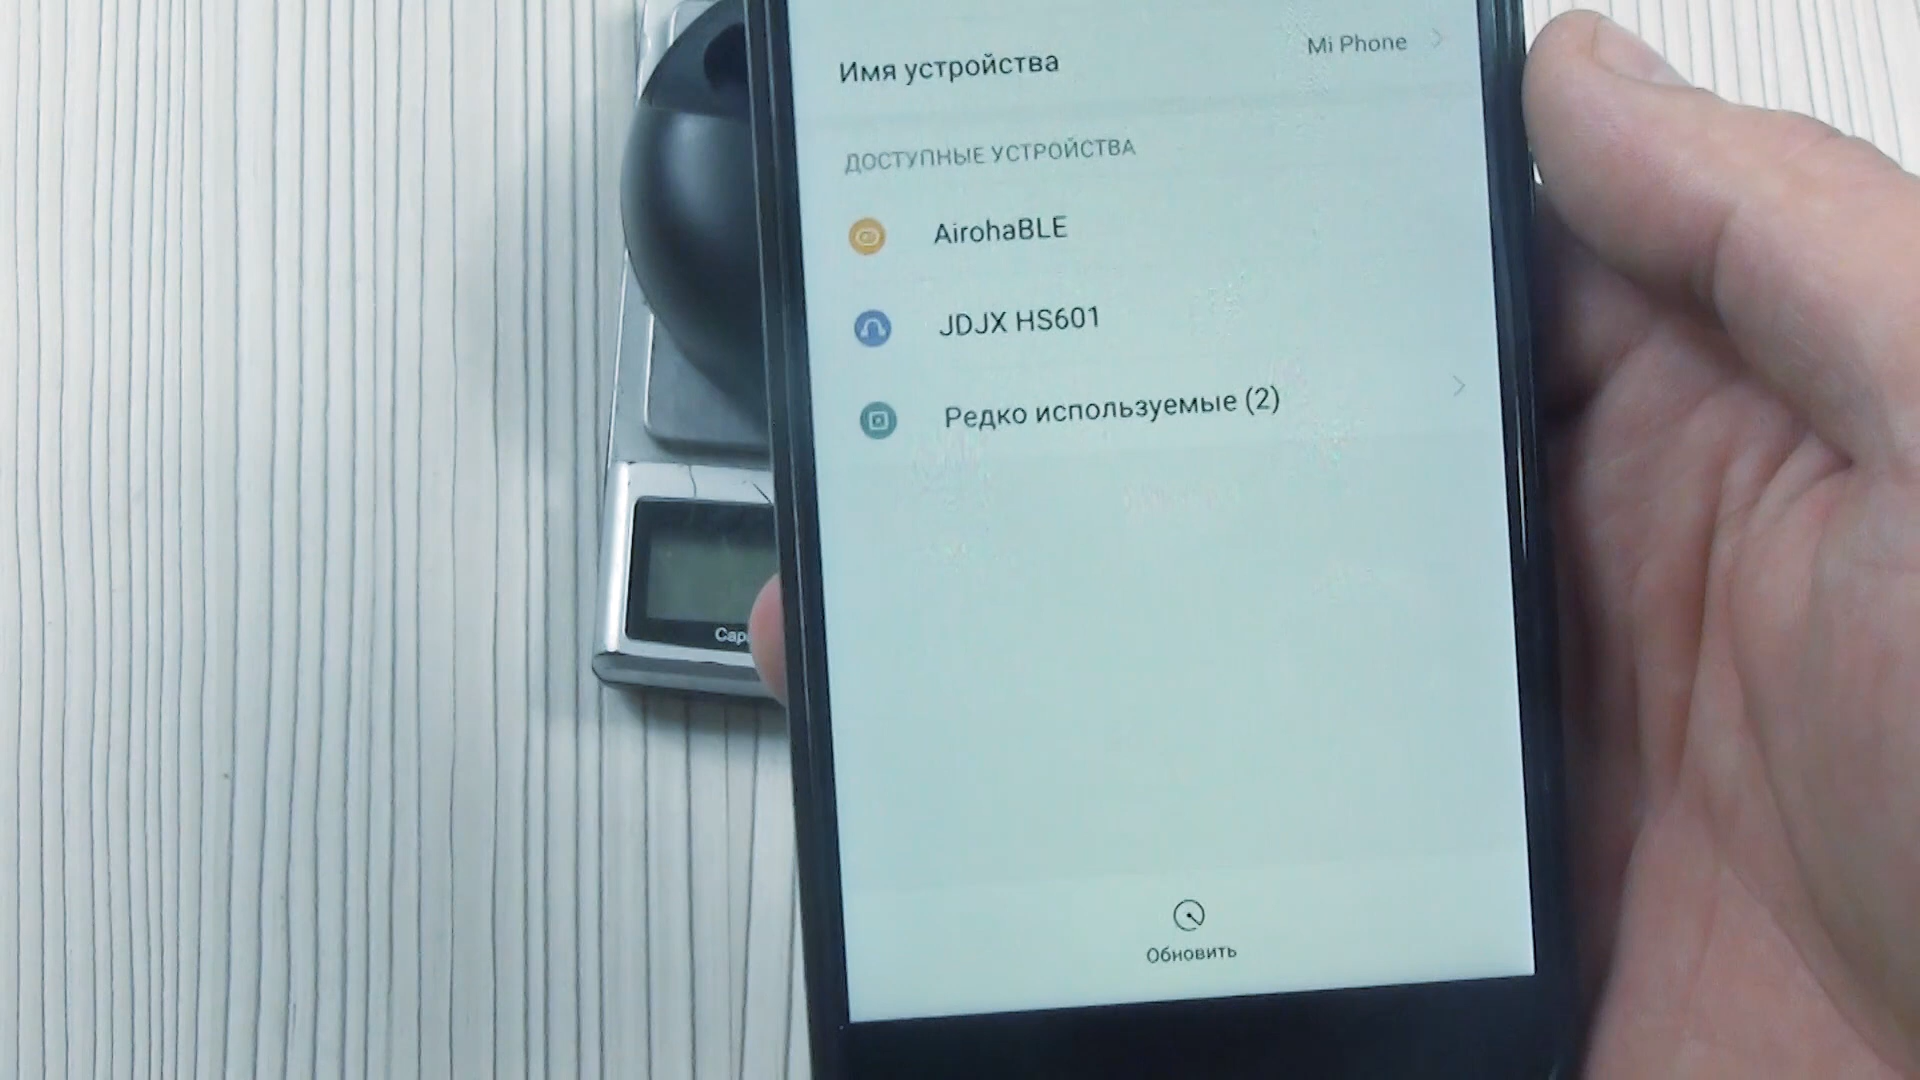 Имя устройства
Mi Phone
ДОСТУПНЫЕ УСТРОЙСТВА
AirohaBLE
JDJX HS601
Редко используемые (2)
Обновить